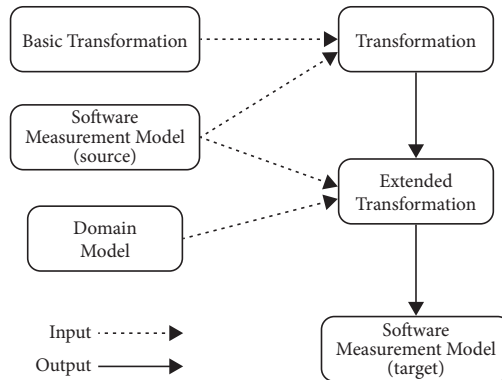 Basic Transformation
Transformation
Software
Measurement Model
(source)
Extended
Transformation
Domain
Model
Input
Output
Software
Measurement Model
(target)